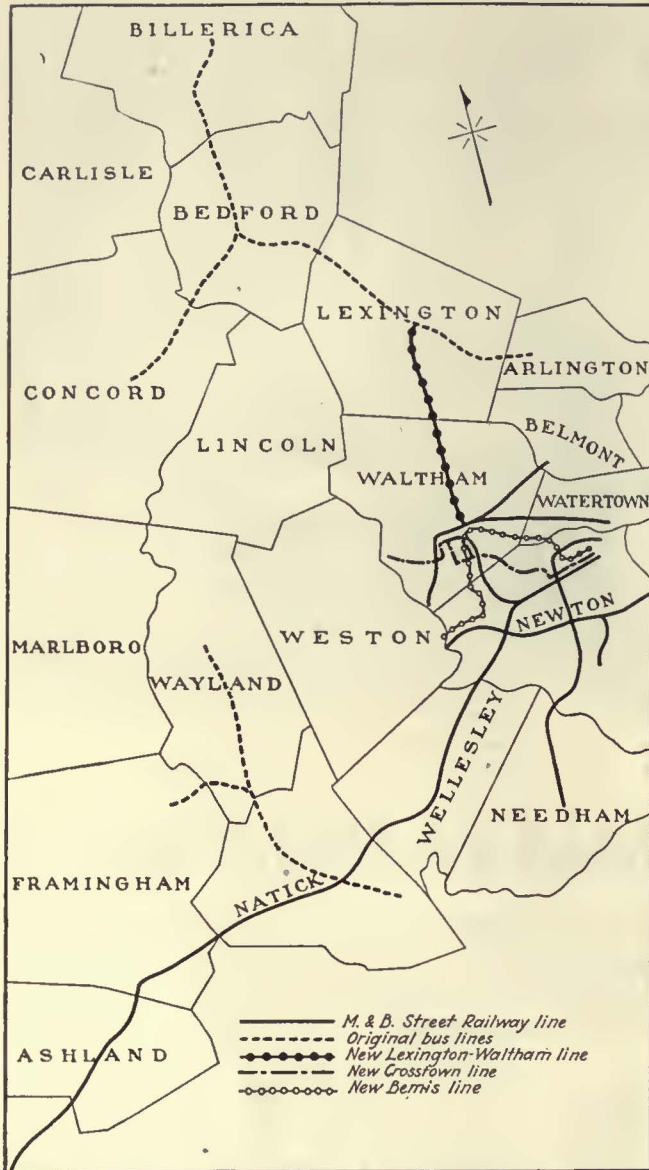 BILLERICA
CARLISLE
BEDFORD
LEXINGTON
ARLINGTON
CONCORD
LINCOLN
BELMONT
WALTHAM
WATERTOWN
NEWTON
WESTON
MARLBORO
WAYLAND
WELLESLEY
NEEDHAM
FRAMINGHAM
NATICK
ASHLAND
M. & B. Street Railway line
Original bus lines
New Lexington-Waltham line
New Crosstown line
New Bemis line